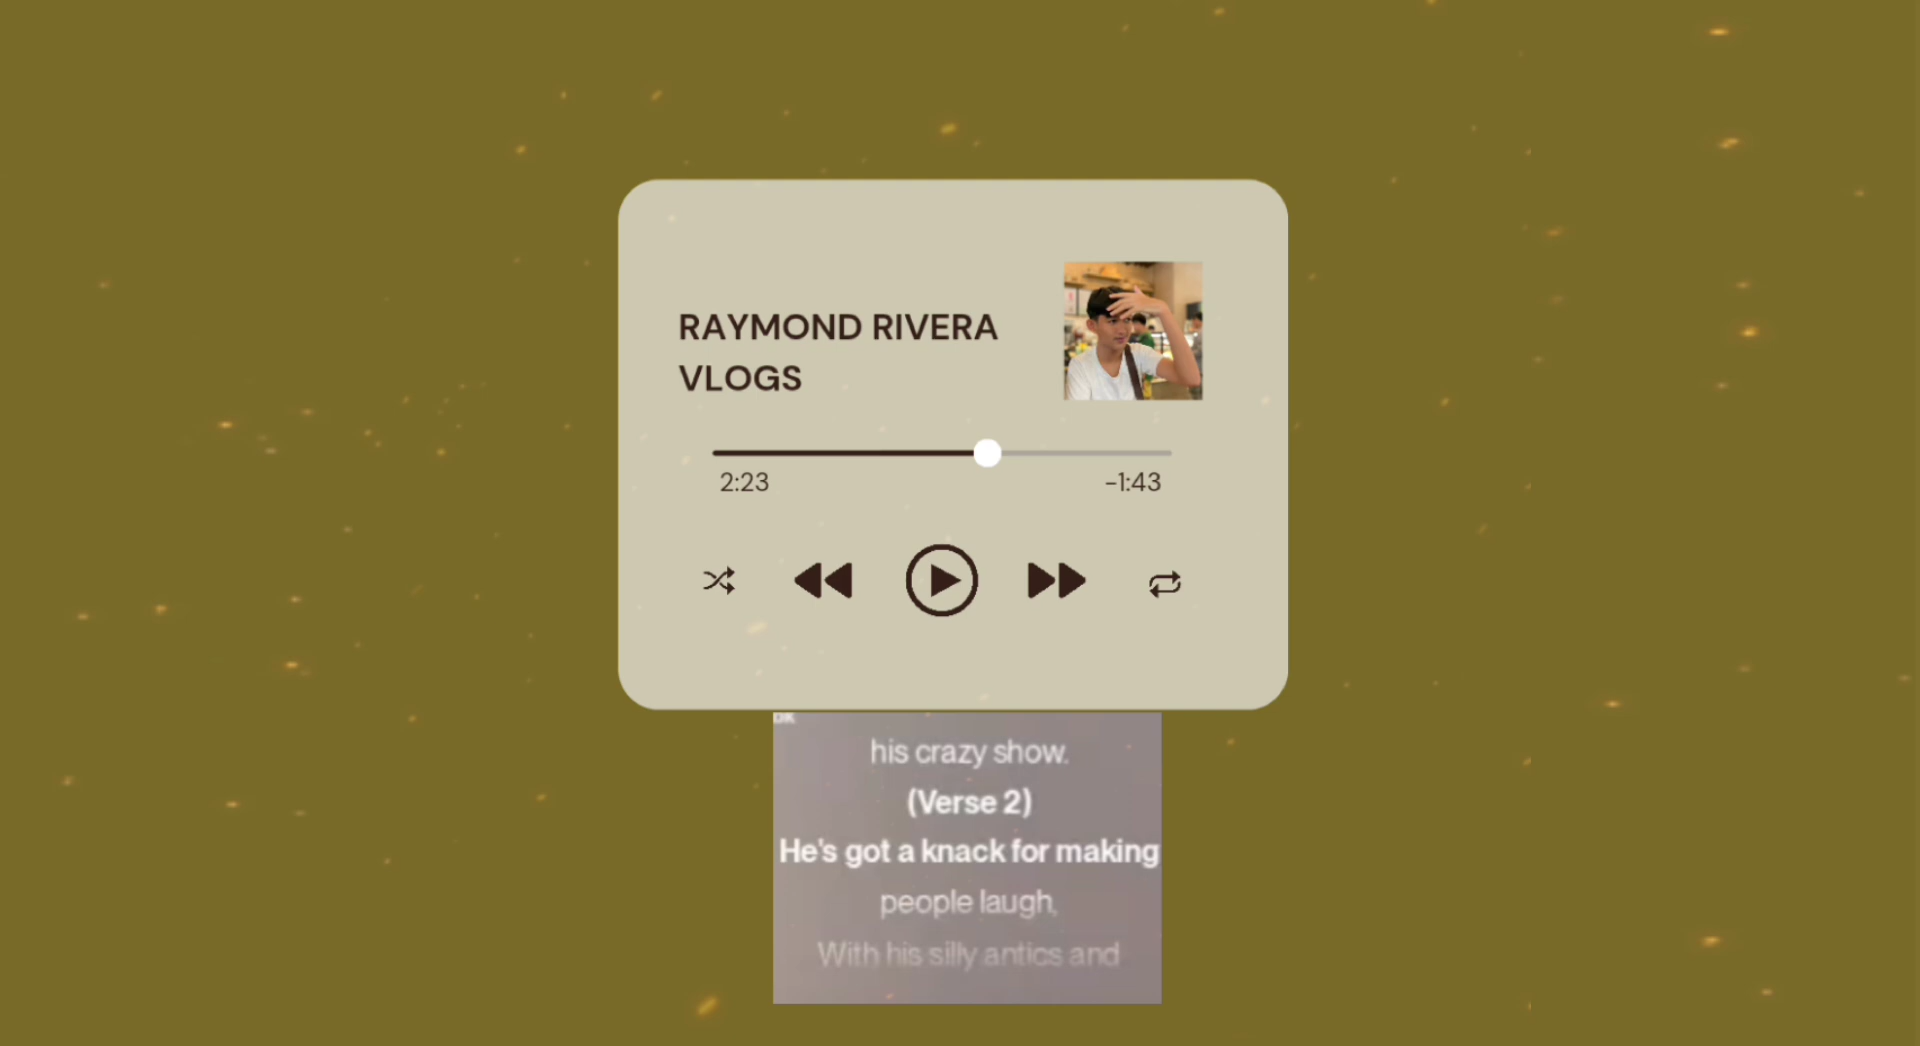 RAYMOND RIVERA
VLOGS
2:23
-1:43
his crazy show.
(Verse 2)
He's got a knack for making
people laugh,
With his silly antics and